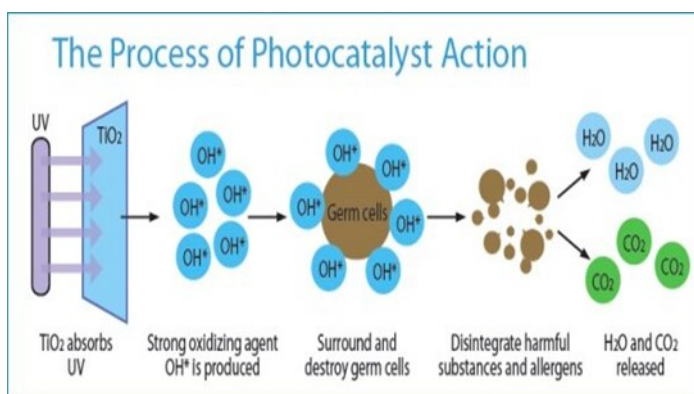 The Process of Photocatalyst Action
UV
TiO₂
OH*
OH*
OH*
OH*
OH*
OH*
OH*
OH*
OH*
OH*
OH*
Germ cells
H₂O
H₂O
H₂O
CO₂
CO₂
CO₂
TiO₂ absorbs
UV
Strong oxidizing agent
OH* is produced
Surround and
destroy germ cells
Disintegrate harmful
substances and allergens
H₂O and CO₂
released